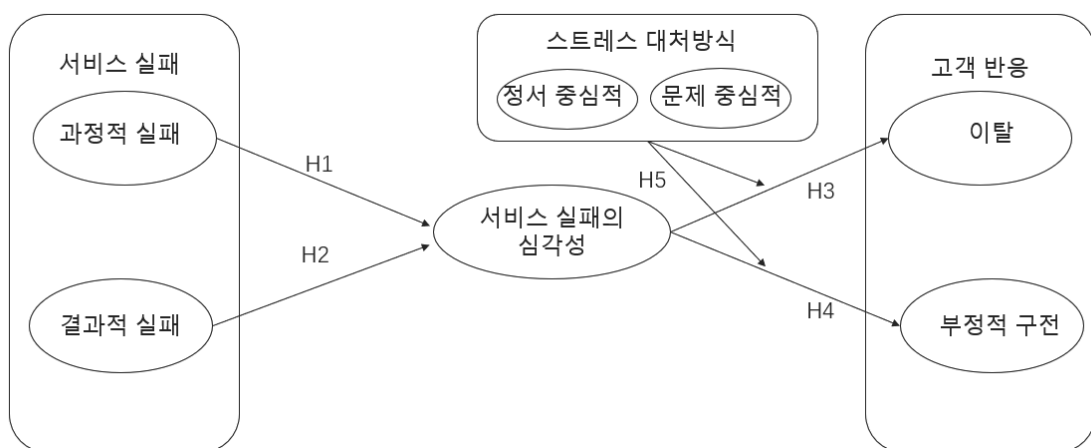 서비스 실패
과정적 실패
결과적 실패
H1
H2
서비스 실패의
심각성
스트레스 대처방식
정서 중심적
문제 중심적
H5
H3
H4
고객 반응
이탈
부정적 구전